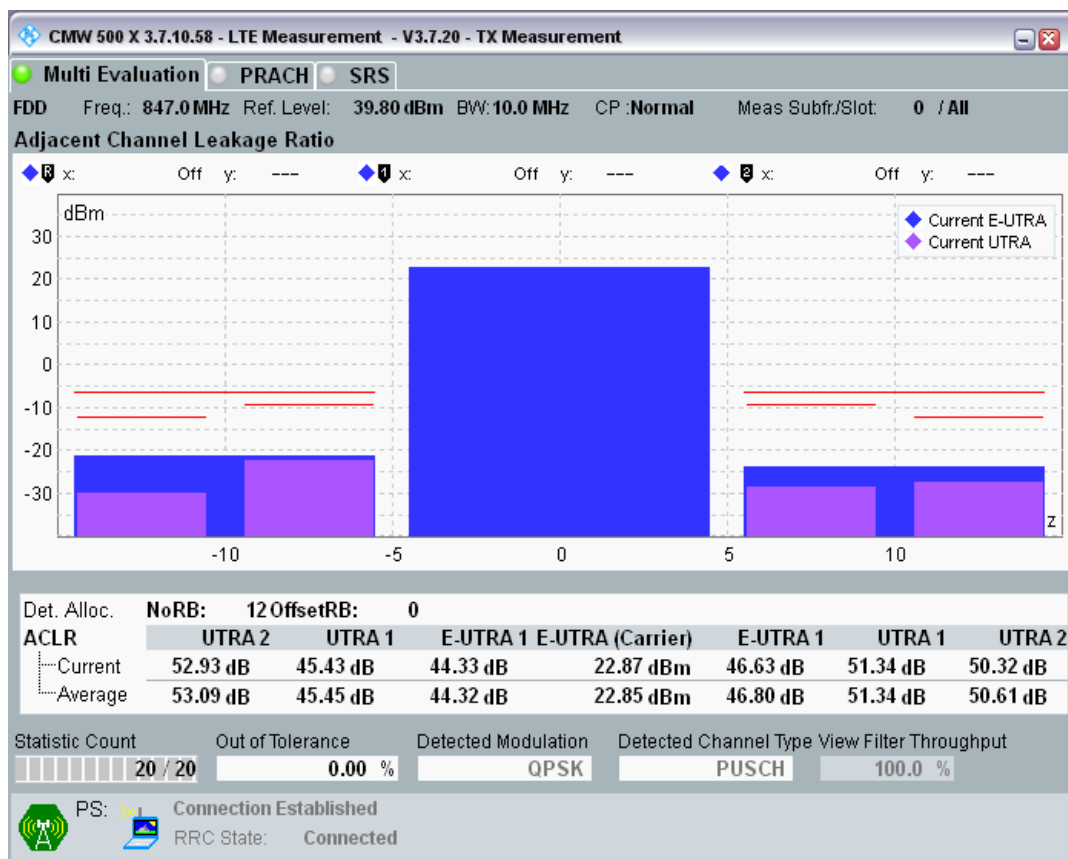 CMW 500 X 3.7.10.58 - LTE Measurement - V3.7.20 - TX Measurement
Multi Evaluation PRACH SRS
FDD Freq.: 847.0 MHz Ref. Level: 39.80 dBm BW: 10.0 MHz CP :Normal Meas Subfr./Slot: 0 / All
Adjacent Channel Leakage Ratio
R x: Off y: --- 1 x: Off y: --- 2 x: Off y: ---
dBm
Current E-UTRA
Current UTRA
30
20
10
0
-10
-20
-30
z
-10 -5 0 5 10
Det. Alloc. NoRB: 12 OffsetRB: 0
ACLR UTRA 2 UTRA 1 E-UTRA 1 E-UTRA (Carrier) E-UTRA 1 UTRA 1 UTRA 2
Current 52.93 dB 45.43 dB 44.33 dB 22.87 dBm 46.63 dB 51.34 dB 50.32 dB
Average 53.09 dB 45.45 dB 44.32 dB 22.85 dBm 46.80 dB 51.34 dB 50.61 dB
Statistic Count Out of Tolerance Detected Modulation Detected Channel Type View Filter Throughput
20 / 20 0.00 % QPSK PUSCH 100.0 %
PS: Connection Established
RRC State: Connected